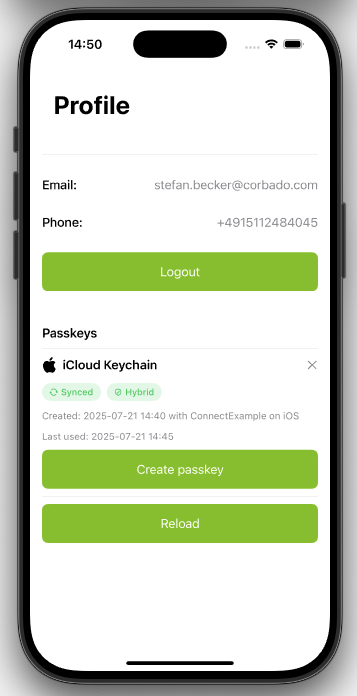 14:50
Profile
Email: stefan.becker@corbado.com
Phone: +4915112484045
Logout
Passkeys
iCloud Keychain
Synced Hybrid
Created: 2025-07-21 14:40 with ConnectExample on iOS
Last used: 2025-07-21 14:45
Create passkey
Reload